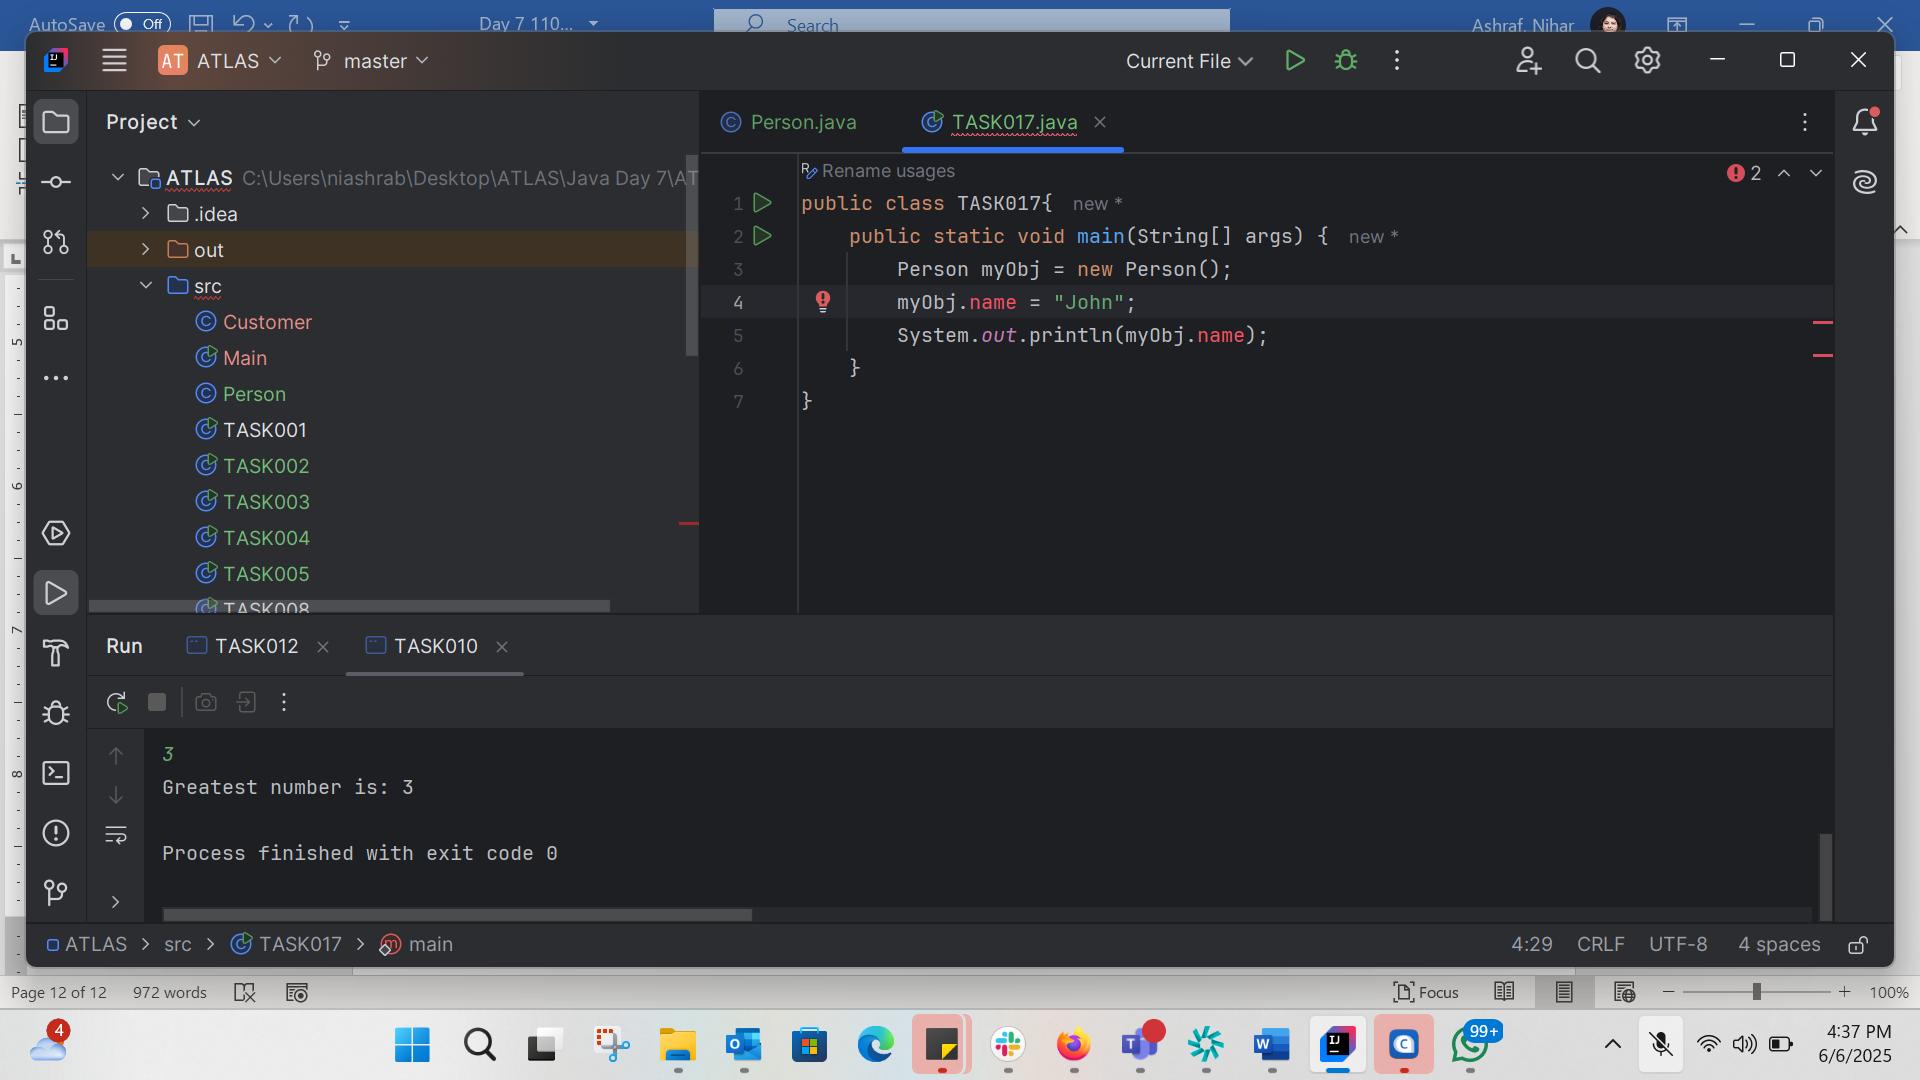 AutoSave Off Day 7 110... Search Ashraf, Nihar
AT ATLAS master Current File
Project
ATLAS C:\Users\niashrab\Desktop\ATLAS\Java Day 7\AT
.idea
out
src
Customer
Main
Person
TASK001
TASK002
TASK003
TASK004
TASK005
TASK008
Person.java TASK017.java
Rename usages 2
1 public class TASK017{ new *
2 public static void main(String[] args) { new *
3 Person myObj = new Person();
4 myObj.name = "John";
5 System.out.println(myObj.name);
6 }
7 }
Run TASK012 TASK010
3
Greatest number is: 3
Process finished with exit code 0
ATLAS > src > TASK017 > main 4:29 CRLF UTF-8 4 spaces
5
6
7
8
Page 12 of 12 972 words Focus 100%
4 99+ 4:37 PM
6/6/2025